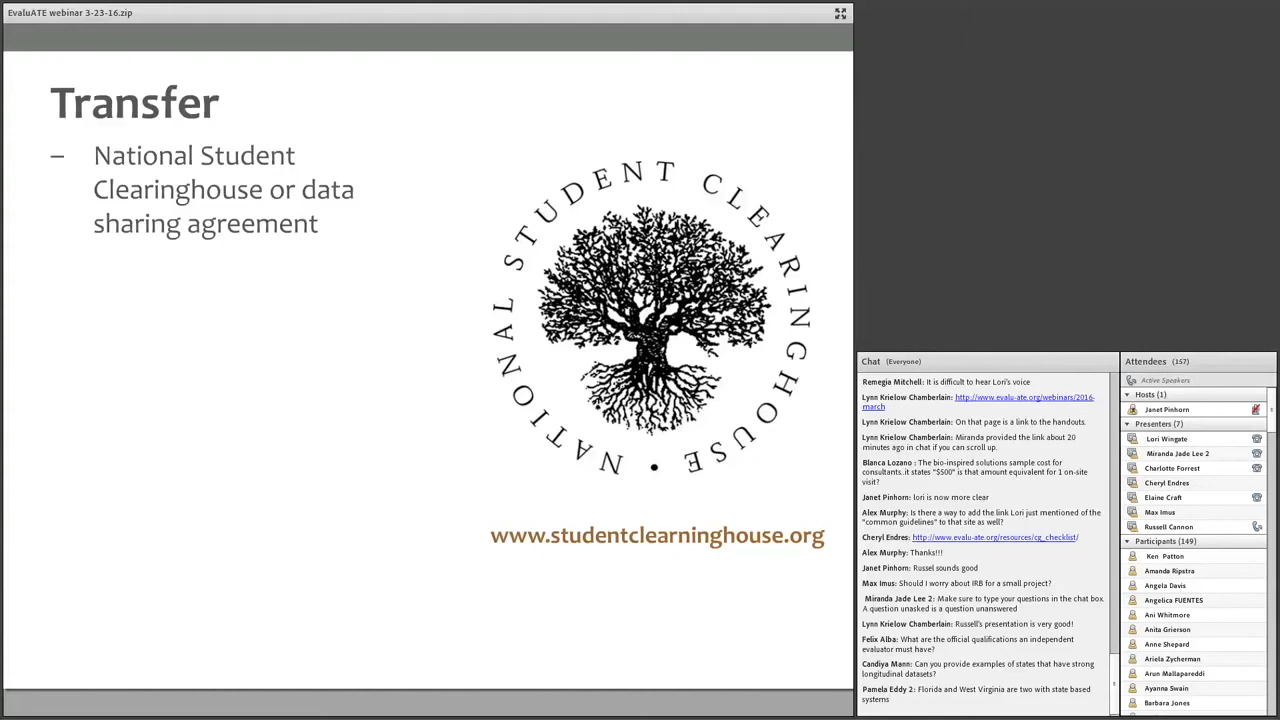 EvaluATE webinar 3-23-16.zip
Transfer
– National Student
Clearinghouse or data
sharing agreement
NATIONAL STUDENT CLEARINGHOUSE •
www.studentclearinghouse.org
Chat (Everyone)
Remegia Mitchell: It is difficult to hear Lori's voice
Lynn Krielow Chamberlain: http://www.evalu-ate.org/webinars/2016-
march
Lynn Krielow Chamberlain: On that page is a link to the handouts.
Lynn Krielow Chamberlain: Miranda provided the link about 20
minutes ago in chat if you can scroll up.
Blanca Lozano : The bio-inspired solutions sample cost for
consultants..it states "$500" is that amount equivalent for 1 on-site
visit?
Janet Pinhorn: lori is now more clear
Alex Murphy: Is there a way to add the link Lori just mentioned of the
"common guidelines" to that site as well?
Cheryl Endres: http://www.evalu-ate.org/resources/cg_checklist/
Alex Murphy: Thanks!!!
Janet Pinhorn: Russel sounds good
Max Imus: Should I worry about IRB for a small project?
Miranda Jade Lee 2: Make sure to type your questions in the chat box.
A question unasked is a question unanswered
Lynn Krielow Chamberlain: Russell's presentation is very good!
Felix Alba: What are the official qualifications an independent
evaluator must have?
Candiya Mann: Can you provide examples of states that have strong
longitudinal datasets?
Pamela Eddy 2: Florida and West Virginia are two with state based
systems
Attendees (157)
Active Speakers
Hosts (1)
Janet Pinhorn
Presenters (7)
Lori Wingate
Miranda Jade Lee 2
Charlotte Forrest
Cheryl Endres
Elaine Craft
Max Imus
Russell Cannon
Participants (149)
Ken Patton
Amanda Ripstra
Angela Davis
Angelica FUENTES
Ani Whitmore
Anita Grierson
Anne Shepard
Ariela Zycherman
Arun Mallapareddi
Ayanna Swain
Barbara Jones